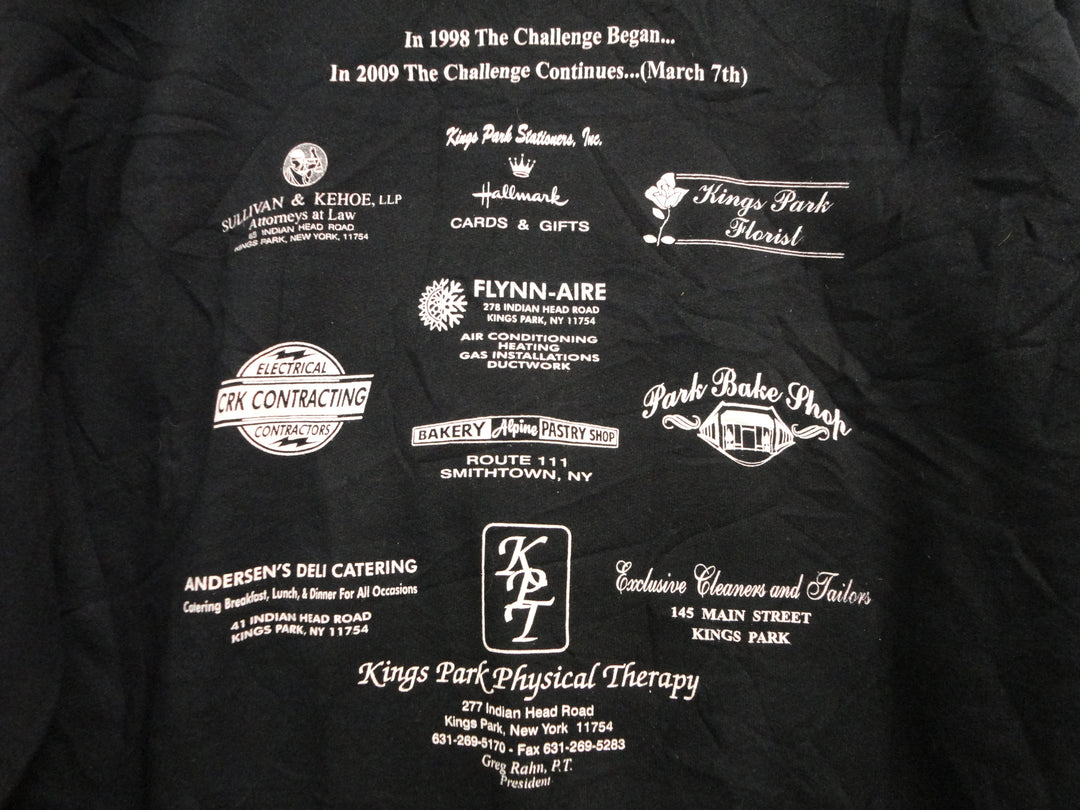 In 1998 The Challenge Began...
In 2009 The Challenge Continues...(March 7th)
SULLIVAN & KEHOE, LLP
Attorneys at Law
65 INDIAN HEAD ROAD
KINGS PARK, NEW YORK, 11754
Kings Park Stationers, Inc.
Hallmark
CARDS & GIFTS
Kings Park
Florist
FLYNN-AIRE
278 INDIAN HEAD ROAD
KINGS PARK, NY 11754
AIR CONDITIONING
HEATING
GAS INSTALLATIONS
DUCTWORK
ELECTRICAL
CRK CONTRACTING
CONTRACTORS
BAKERY Alpine PASTRY SHOP
ROUTE 111
SMITHTOWN, NY
Park Bake Shop
ANDERSEN'S DELI CATERING
Catering Breakfast, Lunch, & Dinner For All Occasions
41 INDIAN HEAD ROAD
KINGS PARK, NY 11754
K
P
T
Exclusive Cleaners and Tailors
145 MAIN STREET
KINGS PARK
Kings Park Physical Therapy
277 Indian Head Road
Kings Park, New York 11754
631-269-5170 - Fax 631-269-5283
Greg Rahn, P.T.
President